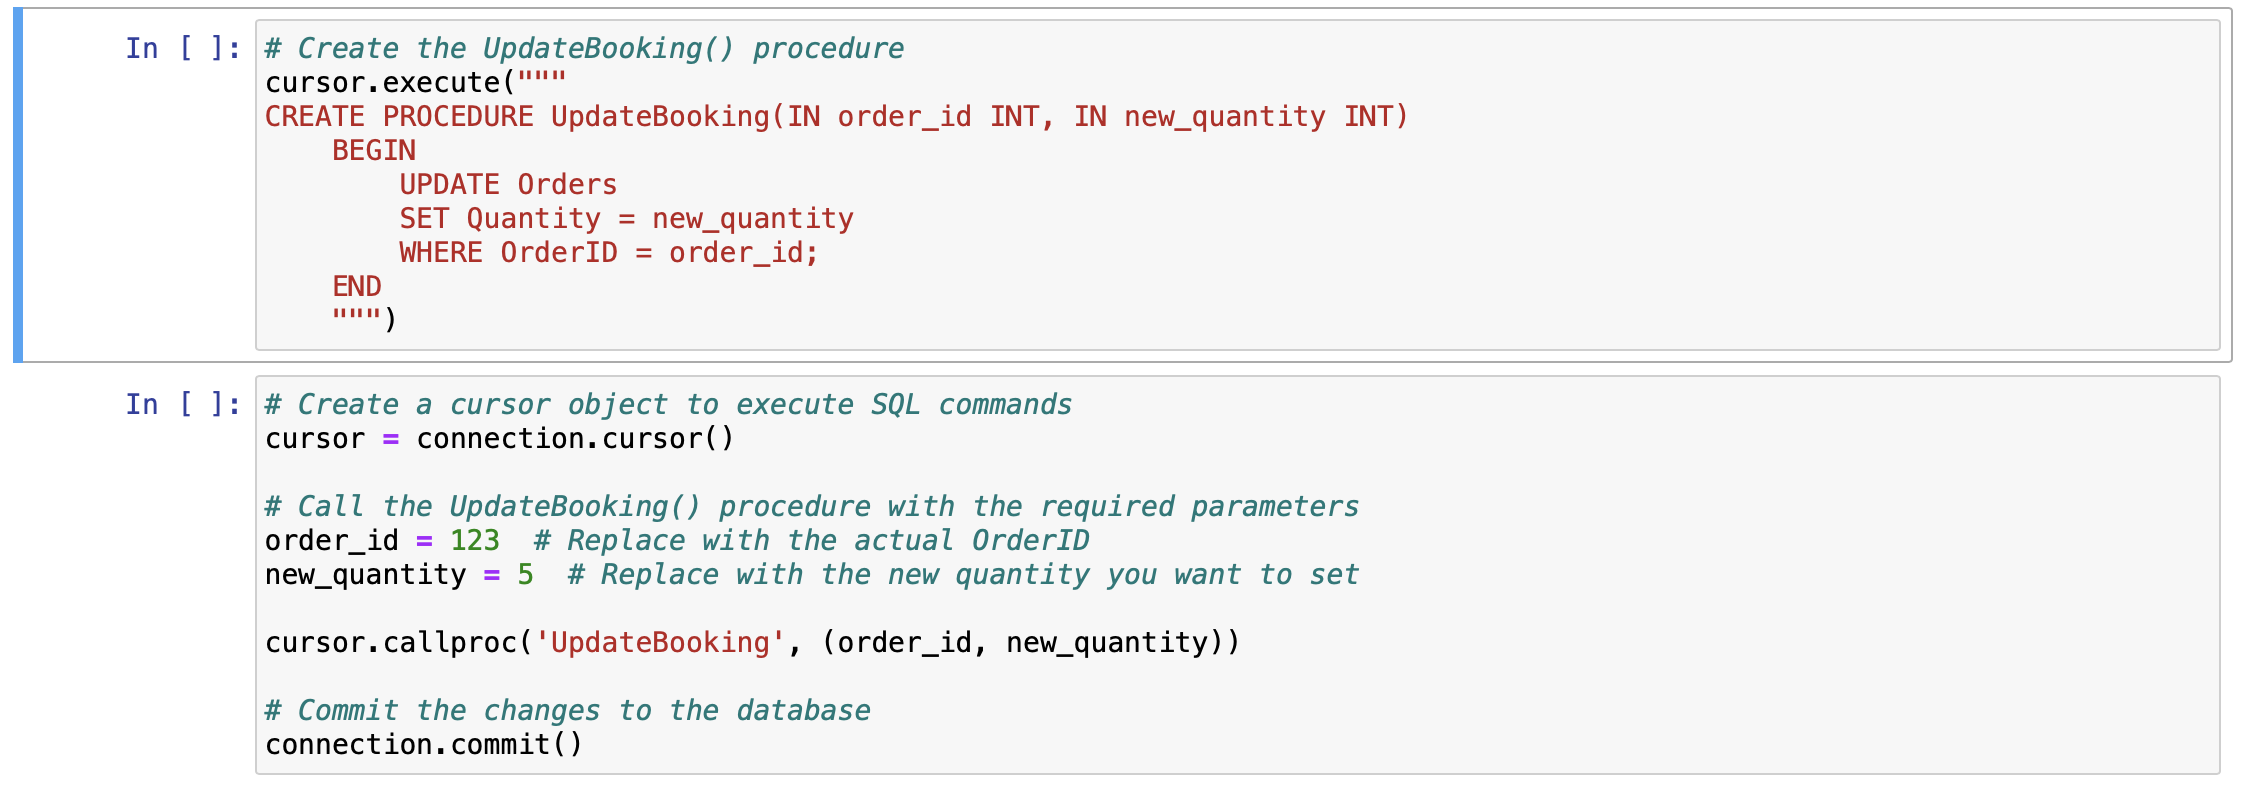 In [ ]: # Create the UpdateBooking() procedure
cursor.execute("""
CREATE PROCEDURE UpdateBooking(IN order_id INT, IN new_quantity INT)
    BEGIN
        UPDATE Orders
        SET Quantity = new_quantity
        WHERE OrderID = order_id;
    END
    """)
In [ ]: # Create a cursor object to execute SQL commands
cursor = connection.cursor()
# Call the UpdateBooking() procedure with the required parameters
order_id = 123  # Replace with the actual OrderID
new_quantity = 5  # Replace with the new quantity you want to set
cursor.callproc('UpdateBooking', (order_id, new_quantity))
# Commit the changes to the database
connection.commit()